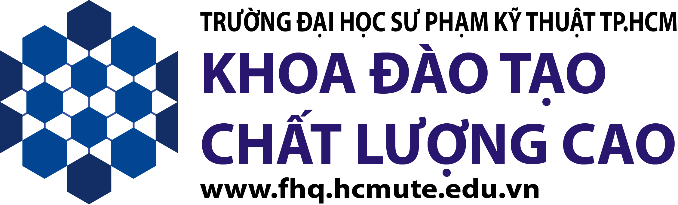 TRƯỜNG ĐẠI HỌC SƯ PHẠM KỸ THUẬT TP.HCM
KHOA ĐÀO TẠO
CHẤT LƯỢNG CAO
www.fhq.hcmute.edu.vn